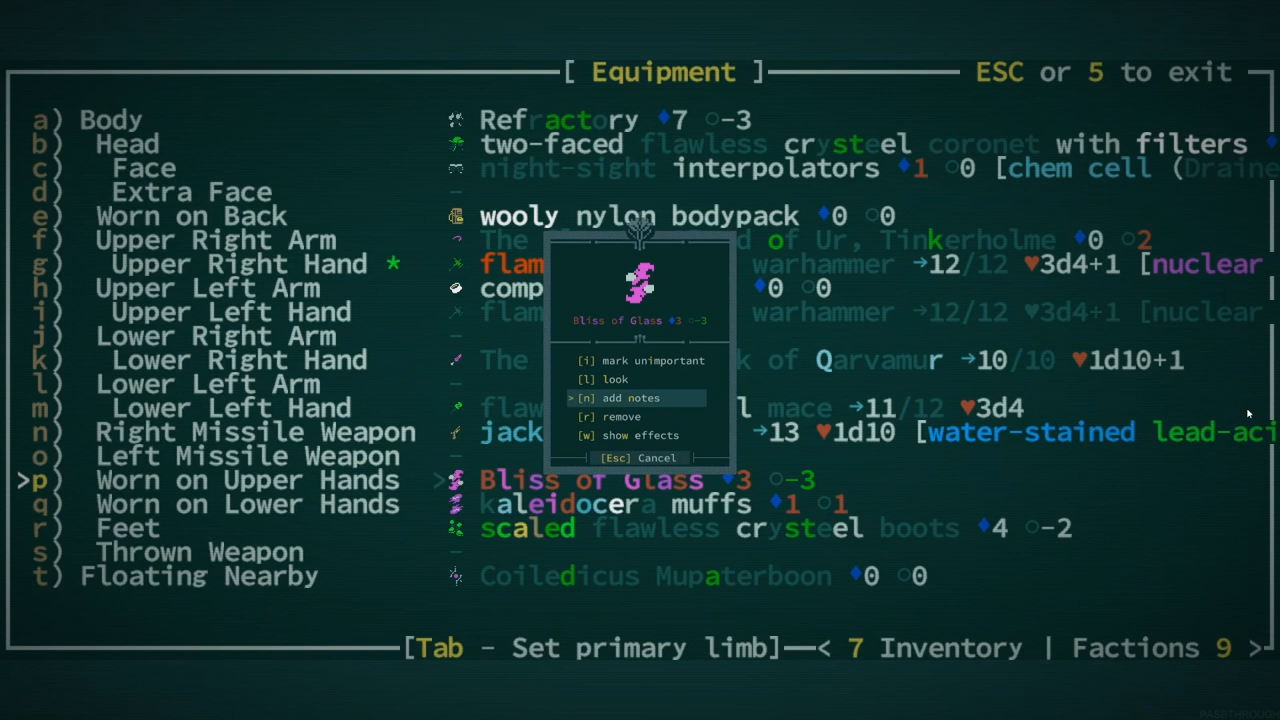 [ Equipment ] ESC or 5 to exit
a) Body Refractory ♦7 ○-3
b) Head two-faced flawless crysteel coronet with filters ♦
c) Face night-sight interpolators ♦1 ○0 [chem cell (Draine
d) Extra Face –
e) Worn on Back wooly nylon bodypack ♦0 ○0
f) Upper Right Arm The of Ur, Tinkerholme ♦0 ○2
g) Upper Right Hand * flam warhammer →12/12 ♥3d4+1 [nuclear
h) Upper Left Arm comp ♦0 ○0
i) Upper Left Hand flam warhammer →12/12 ♥3d4+1 [nuclear
j) Lower Right Arm –
k) Lower Right Hand The k of Qarvamur →10/10 ♥1d10+1
l) Lower Left Arm –
m) Lower Left Hand flaw l mace →11/12 ♥3d4
n) Right Missile Weapon jack →13 ♥1d10 [water-stained lead-aci
o) Left Missile Weapon –
>p) Worn on Upper Hands > Bliss of Glass ♦3 ○-3
q) Worn on Lower Hands kaleidocera muffs ♦1 ○1
r) Feet scaled flawless crysteel boots ♦4 ○-2
s) Thrown Weapon –
t) Floating Nearby Coiledicus Mupaterboon ♦0 ○0
Bliss of Glass ♦3 ○-3
[i] mark unimportant
[l] look
> [n] add notes
[r] remove
[w] show effects
[Esc] Cancel
[Tab - Set primary limb] < 7 Inventory | Factions 9 >